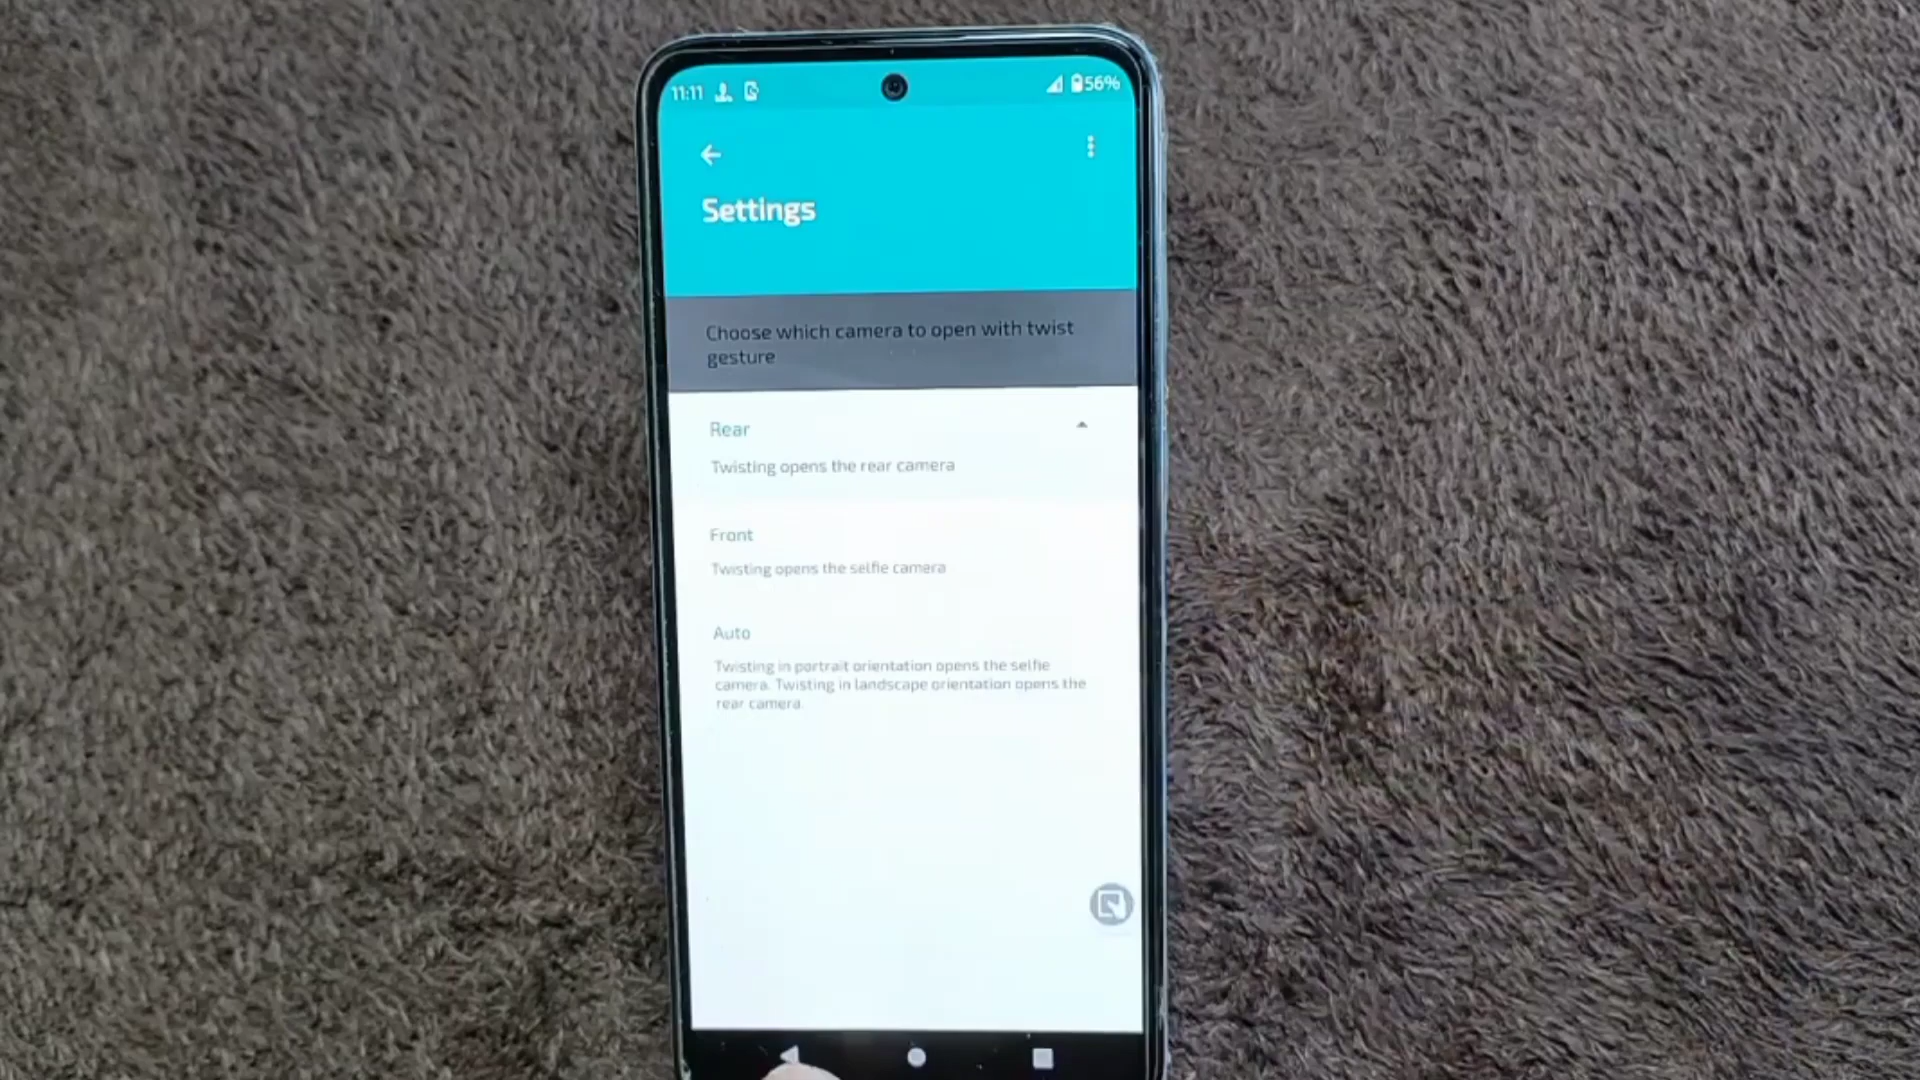 11:11
56%
Settings
Choose which camera to open with twist
gesture
Rear
Twisting opens the rear camera
Front
Twisting opens the selfie camera
Auto
Twisting in portrait orientation opens the selfie
camera. Twisting in landscape orientation opens the
rear camera.